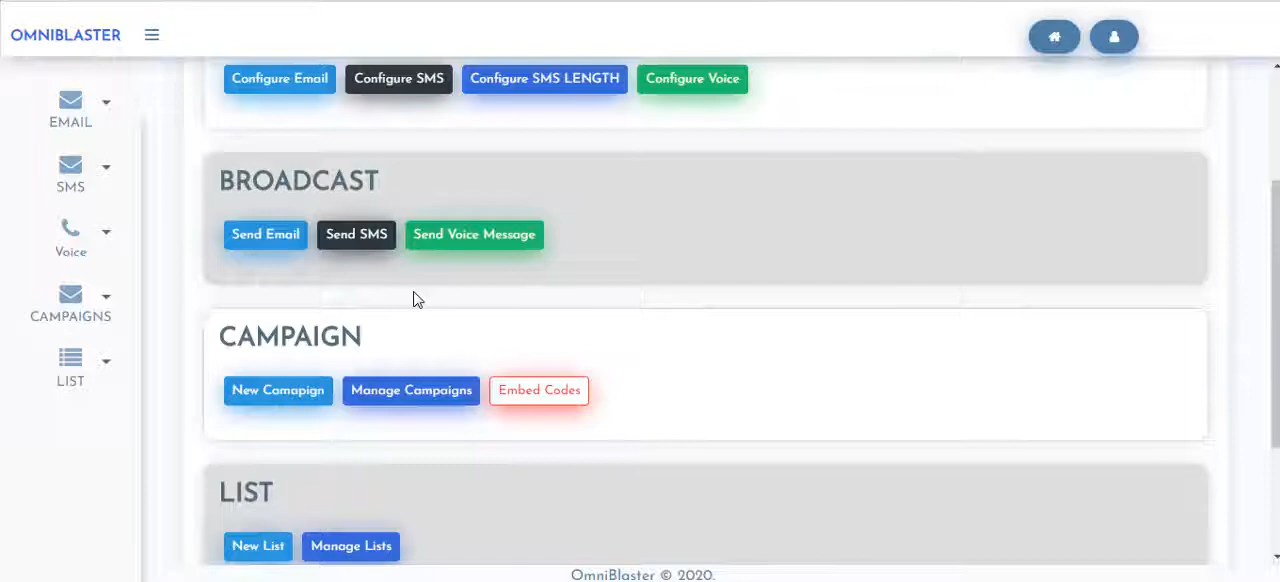 OMNIBLASTER
Configure Email Configure SMS Configure SMS LENGTH Configure Voice
EMAIL
BROADCAST
SMS
Send Email Send SMS Send Voice Message
Voice
CAMPAIGNS
CAMPAIGN
LIST
New Camapign Manage Campaigns Embed Codes
LIST
New List Manage Lists
OmniBlaster © 2020.